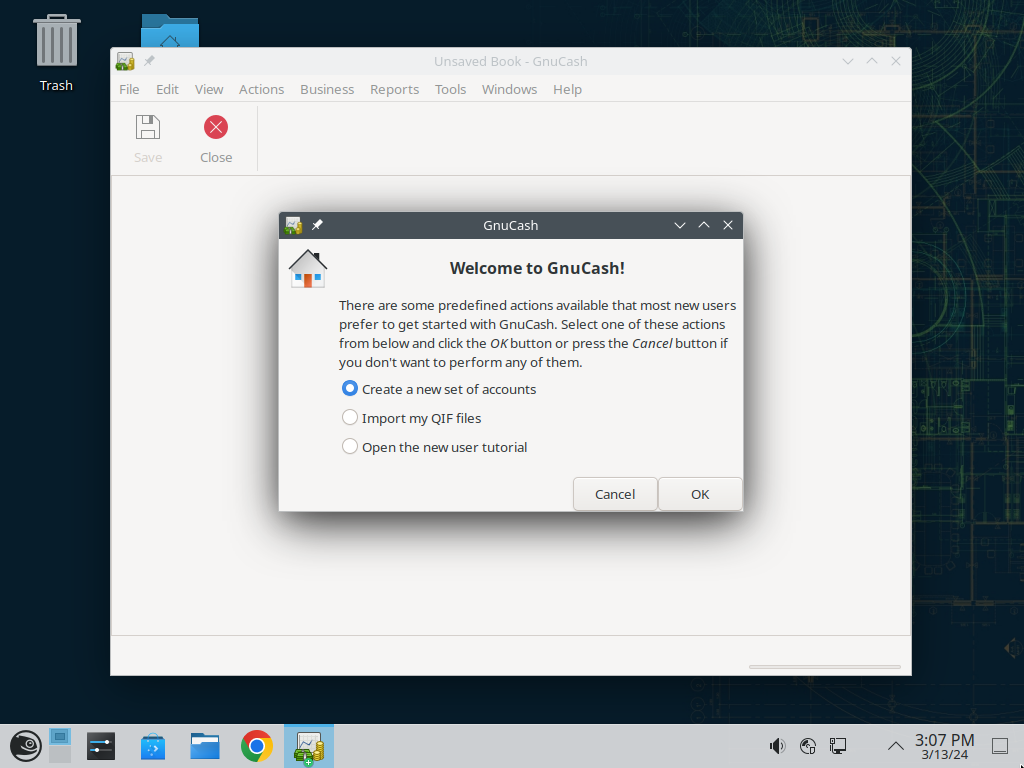 Trash
Unsaved Book - GnuCash
File Edit View Actions Business Reports Tools Windows Help
Save Close
GnuCash
Welcome to GnuCash!
There are some predefined actions available that most new users
prefer to get started with GnuCash. Select one of these actions
from below and click the OK button or press the Cancel button if
you don't want to perform any of them.
Create a new set of accounts
Import my QIF files
Open the new user tutorial
Cancel OK
3:07 PM
3/13/24